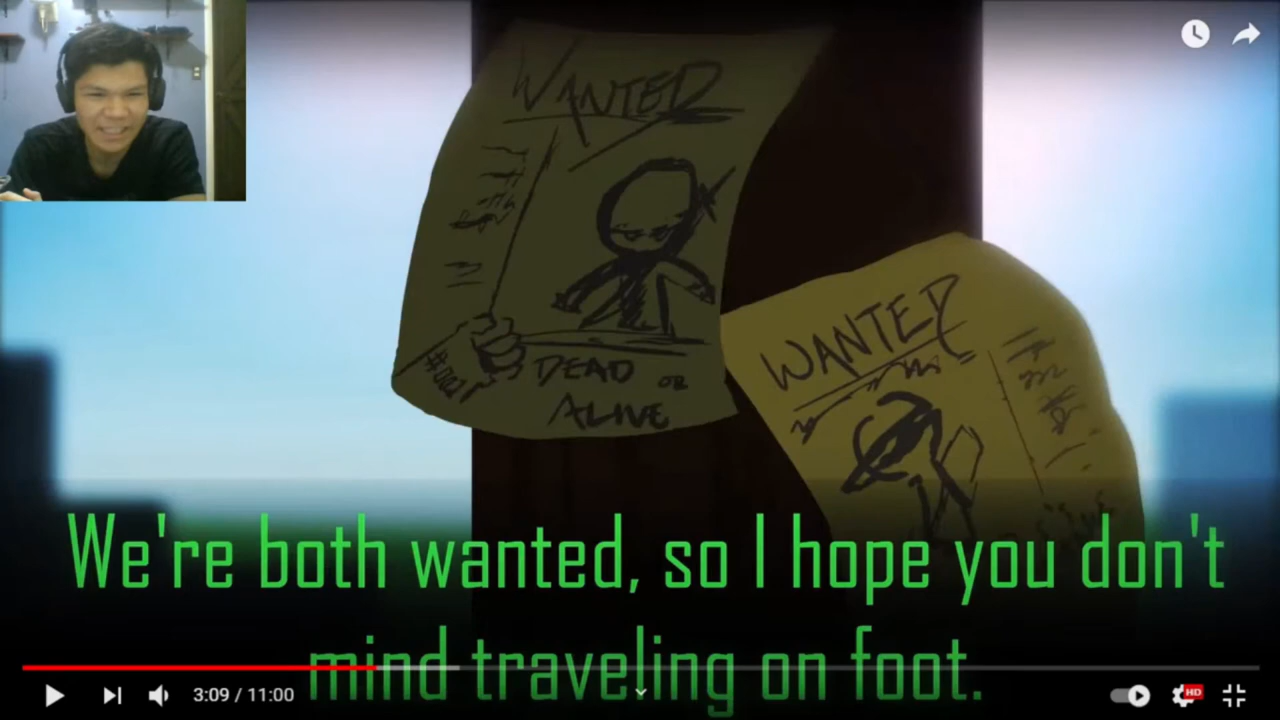 WANTED
DEAD OR
ALIVE
WANTED
We're both wanted, so I hope you don't
mind traveling on foot.
3:09 / 11:00
HD